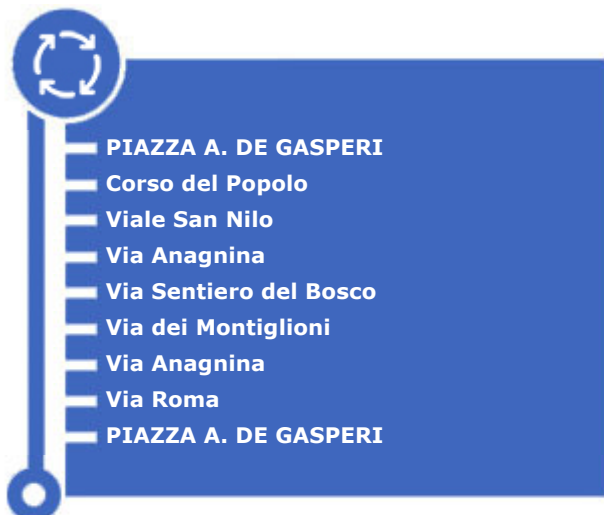 PIAZZA A. DE GASPERI
Corso del Popolo
Viale San Nilo
Via Anagnina
Via Sentiero del Bosco
Via dei Montiglioni
Via Anagnina
Via Roma
PIAZZA A. DE GASPERI